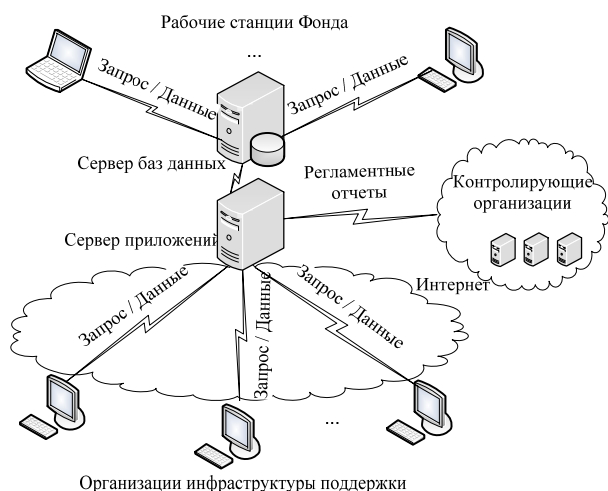 Рабочие станции Фонда
...
Запрос / Данные
Запрос / Данные
Сервер баз данных
Регламентные
отчеты
Контролирующие
организации
Сервер приложений
Интернет
Запрос / Данные
Запрос / Данные
Запрос / Данные
...
Организации инфраструктуры поддержки